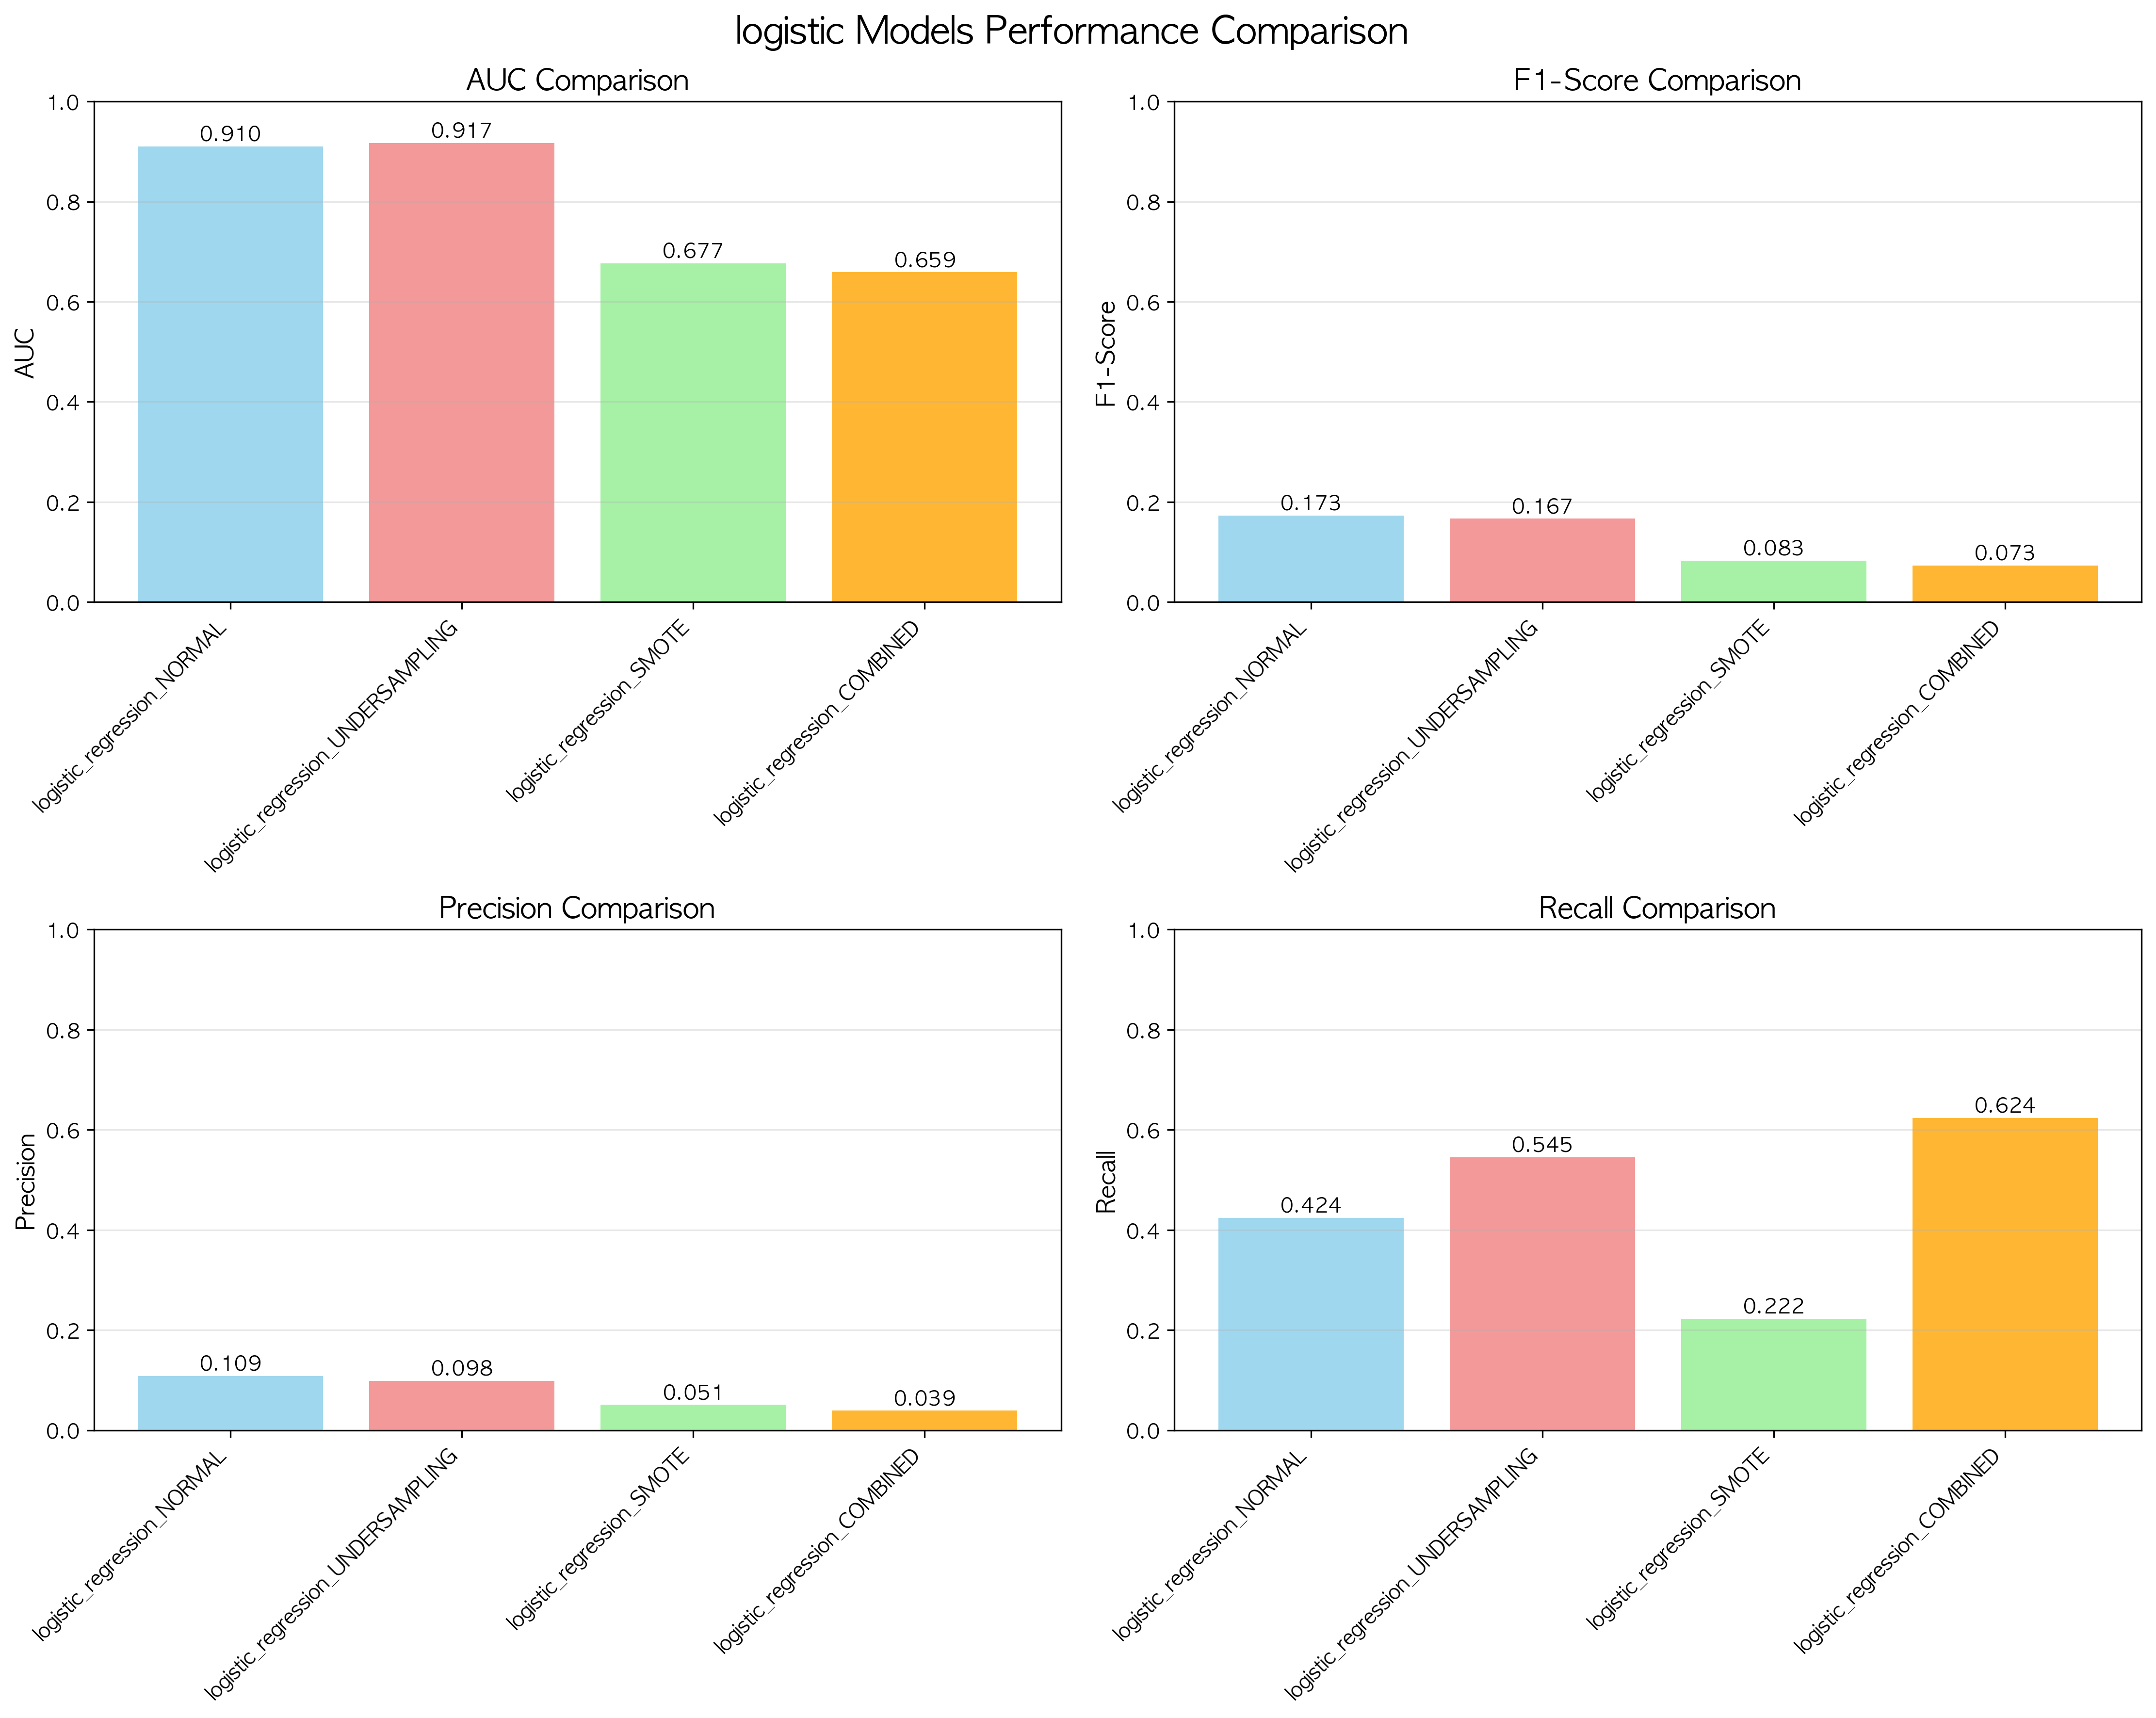 logistic Models Performance Comparison
AUC Comparison
1.0
0.8
0.6
0.4
0.2
0.0
AUC
0.910
0.917
0.677
0.659
logistic_regression_NORMAL
logistic_regression_UNDERSAMPLING
logistic_regression_SMOTE
logistic_regression_COMBINED
F1-Score Comparison
1.0
0.8
0.6
0.4
0.2
0.0
F1-Score
0.173
0.167
0.083
0.073
logistic_regression_NORMAL
logistic_regression_UNDERSAMPLING
logistic_regression_SMOTE
logistic_regression_COMBINED
Precision Comparison
1.0
0.8
0.6
0.4
0.2
0.0
Precision
0.109
0.098
0.051
0.039
logistic_regression_NORMAL
logistic_regression_UNDERSAMPLING
logistic_regression_SMOTE
logistic_regression_COMBINED
Recall Comparison
1.0
0.8
0.6
0.4
0.2
0.0
Recall
0.424
0.545
0.222
0.624
logistic_regression_NORMAL
logistic_regression_UNDERSAMPLING
logistic_regression_SMOTE
logistic_regression_COMBINED